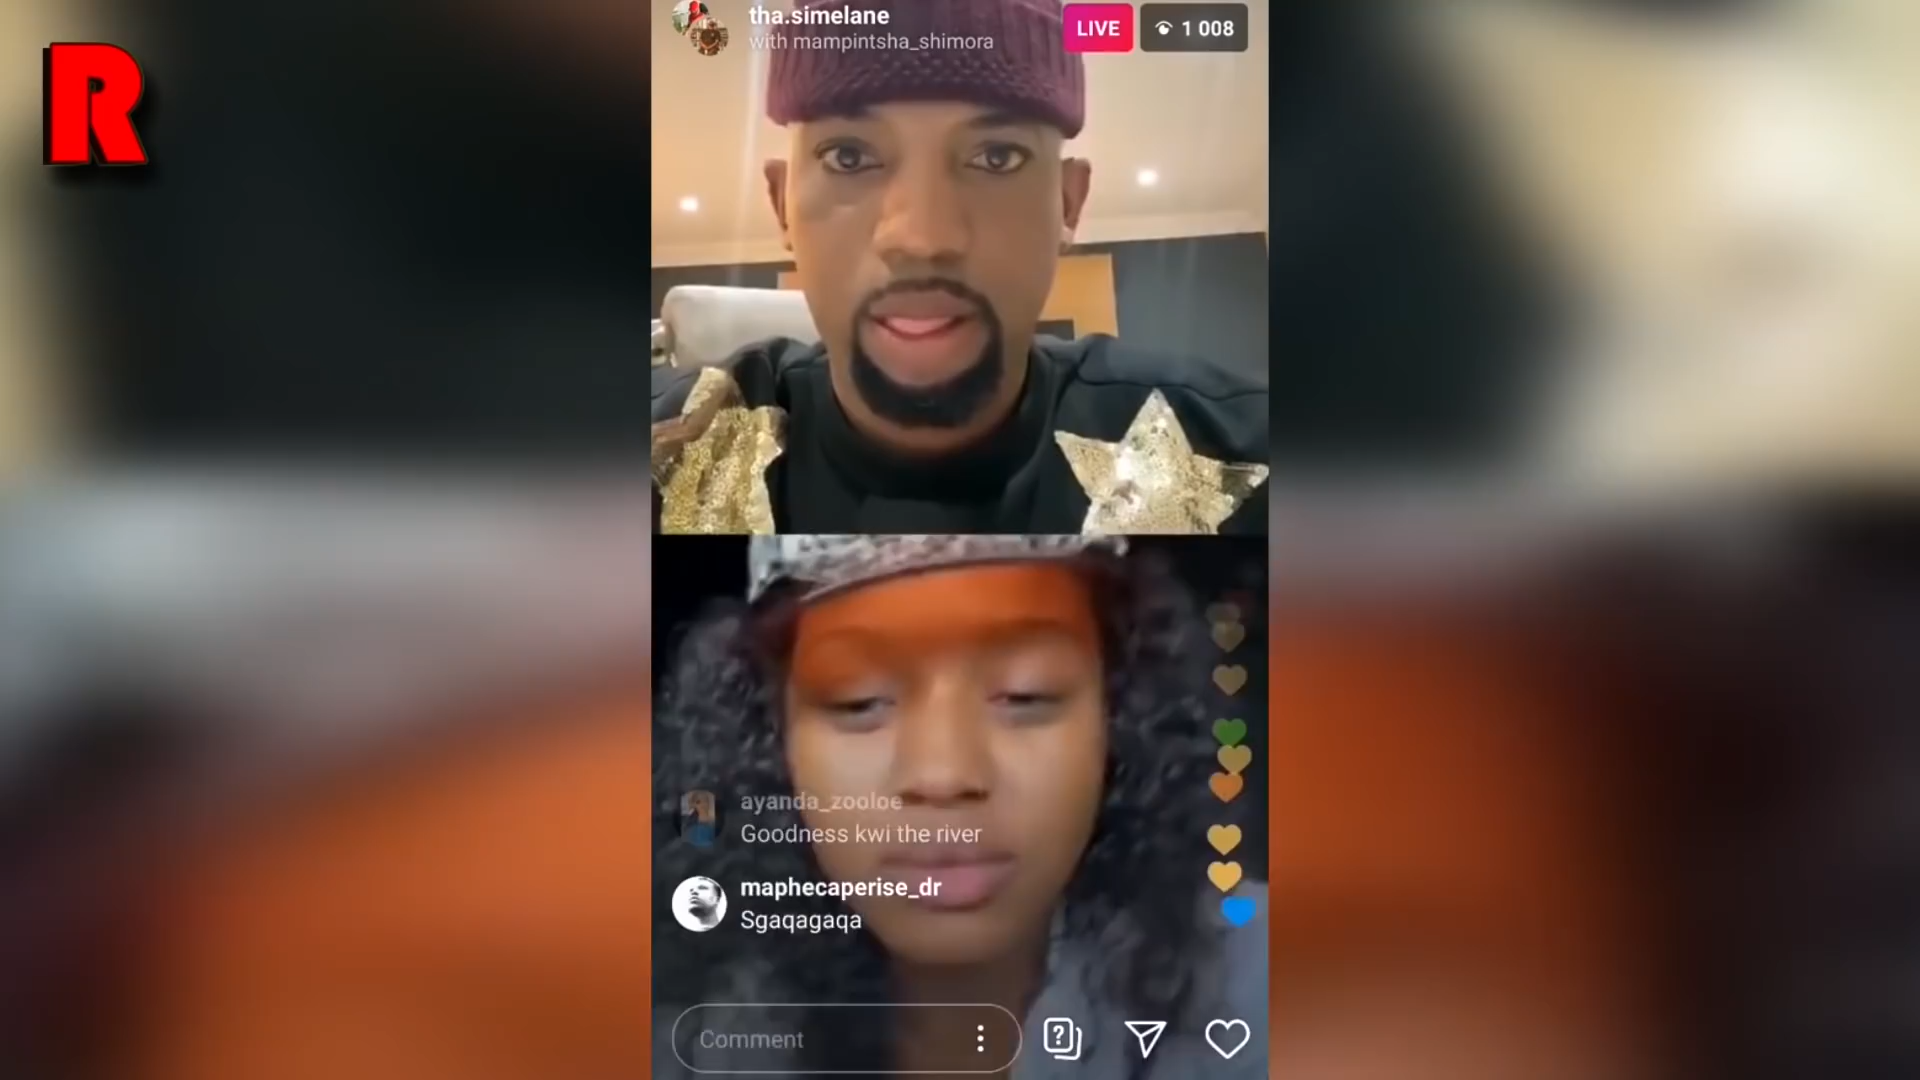 R
tha.simelane
with mampintsha_shimora
LIVE
1 008
ayanda_zooloe
Goodness kwi the river
maphecaperise_dr
Sgaqagaqa
Comment